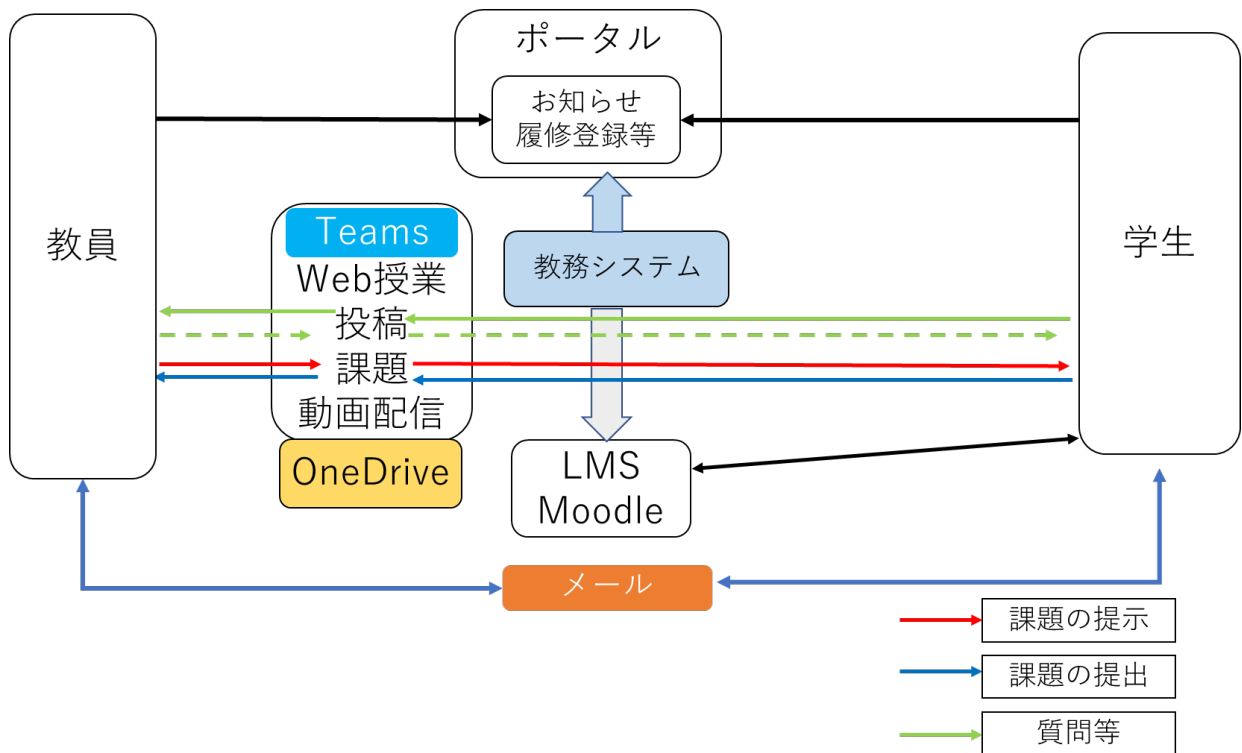 ポータル
お知らせ
履修登録等
教員
学生
Teams
Web授業
投稿
課題
動画配信
OneDrive
教務システム
LMS
Moodle
メール
課題の提示
課題の提出
質問等